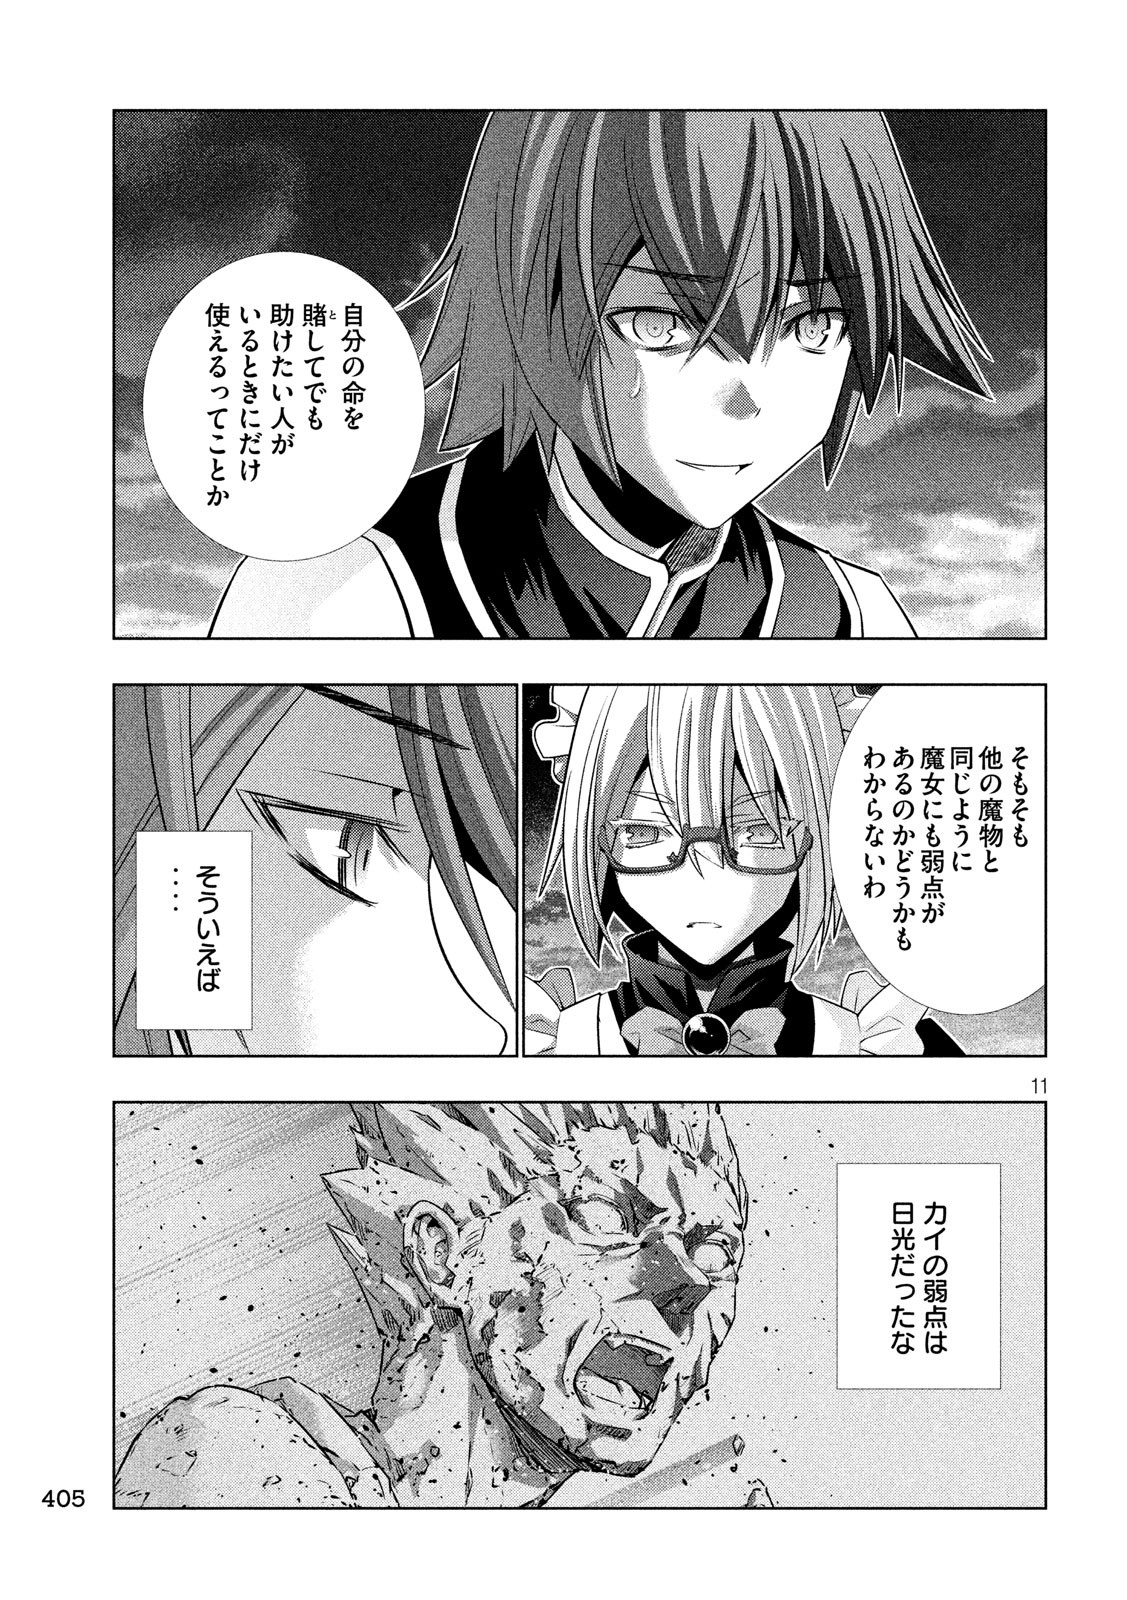 自分の命を
賭してでも
助けたい人が
いるときにだけ
使えるってことか
と
そもそも
他の魔物と
同じように
魔女にも弱点が
あるのかどうかも
わからないわ
そういえば
‥‥
11
カイの弱点は
日光だったな
405